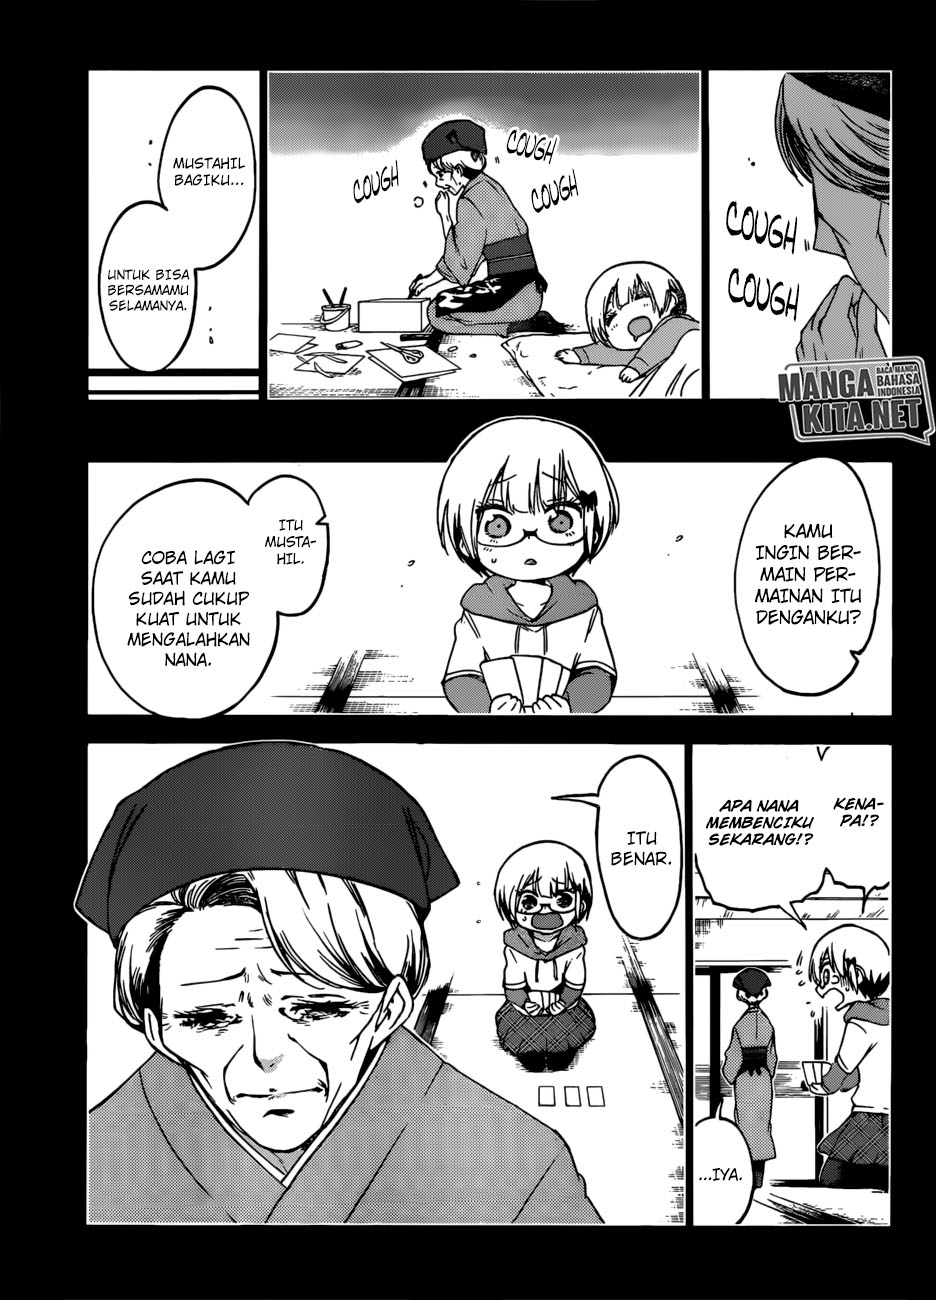 COUGH
COUGH
COUGH
COUGH
COUGH
MUSTAHIL
BAGIKU...
UNTUK BISA
BERSAMAMU
SELAMANYA.
MANGA
KITA.NET
BACA MANGA
BAHASA
INDONESIA
KAMU
INGIN BER-
MAIN PER-
MAINAN ITU
DENGANKU?
ITU
MUSTA-
HIL.
COBA LAGI
SAAT KAMU
SUDAH CUKUP
KUAT UNTUK
MENGALAHKAN
NANA.
KENA-
PA!?
APA NANA
MEMBENCIKU
SEKARANG!?
...IYA.
ITU
BENAR.